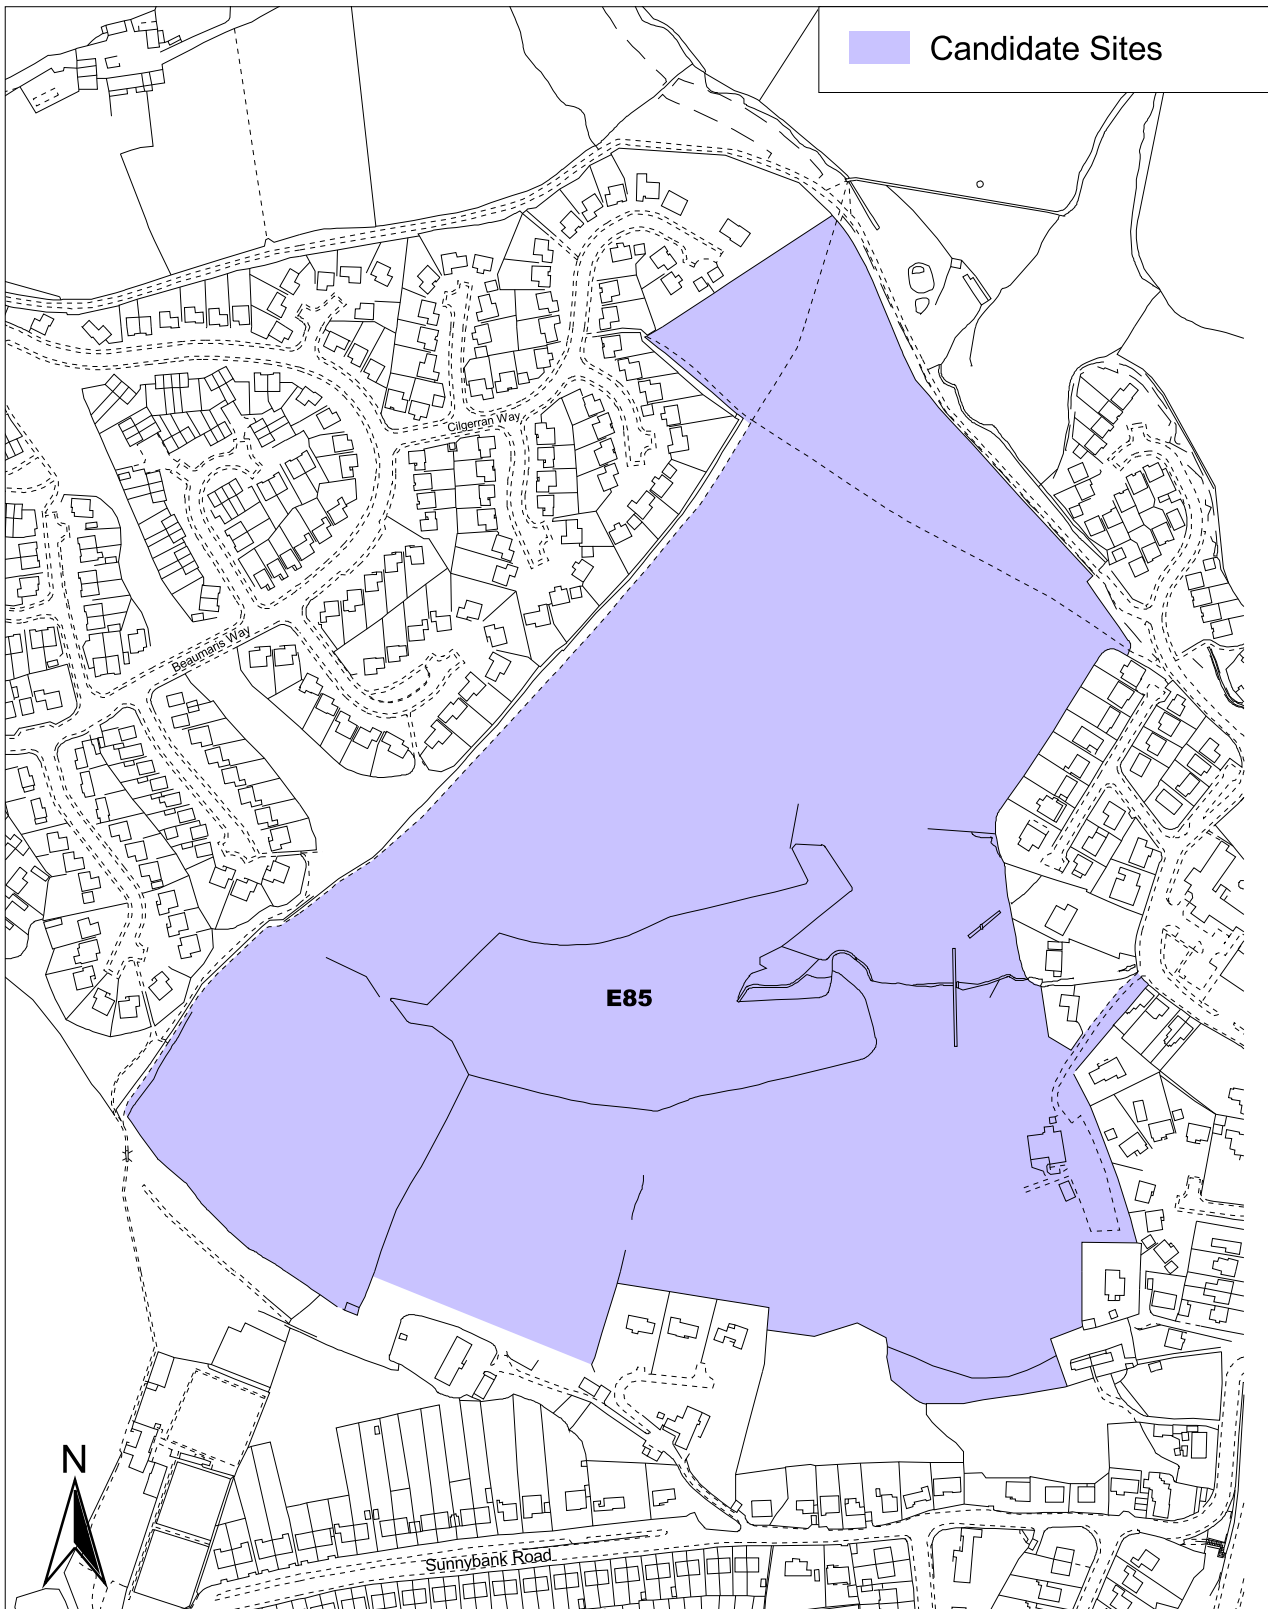 Candidate Sites
Cilgerran Way
Beaumaris Way
E85
N
Sunnybank Road